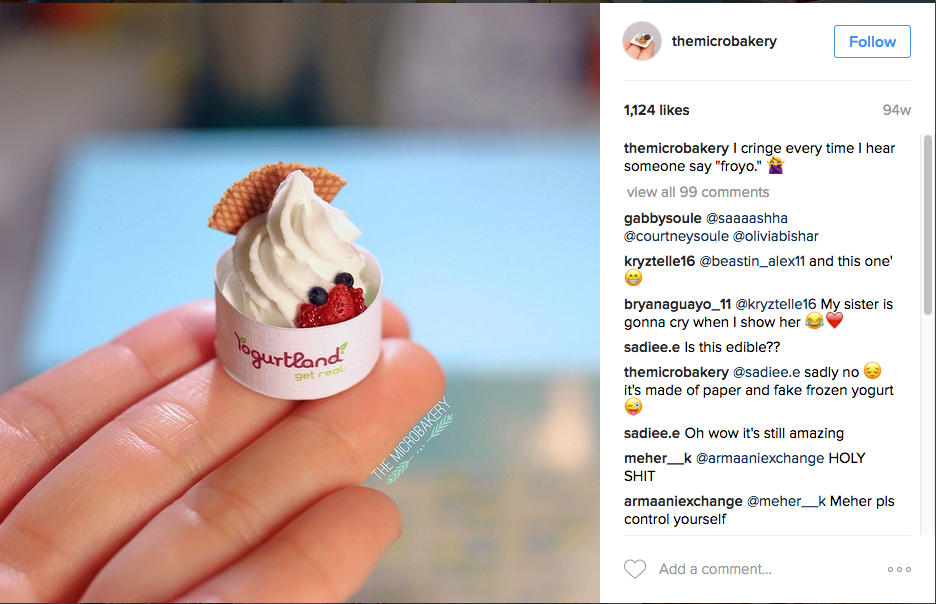 Yogurtland
get real.
THE MICROBAKERY
themicrobakery
Follow
1,124 likes
94w
themicrobakery I cringe every time I hear
someone say "froyo." 🙅
view all 99 comments
gabbysoule @saaaashha
@courtneysoule @oliviabishar
kryztelle16 @beastin_alex11 and this one'
😁
bryanaguayo_11 @kryztelle16 My sister is
gonna cry when I show her 😂❤️
sadiee.e Is this edible??
themicrobakery @sadiee.e sadly no 😔
it's made of paper and fake frozen yogurt
😜
sadiee.e Oh wow it's still amazing
meher__k @armaaniexchange HOLY
SHIT
armaaniexchange @meher__k Meher pls
control yourself
Add a comment...